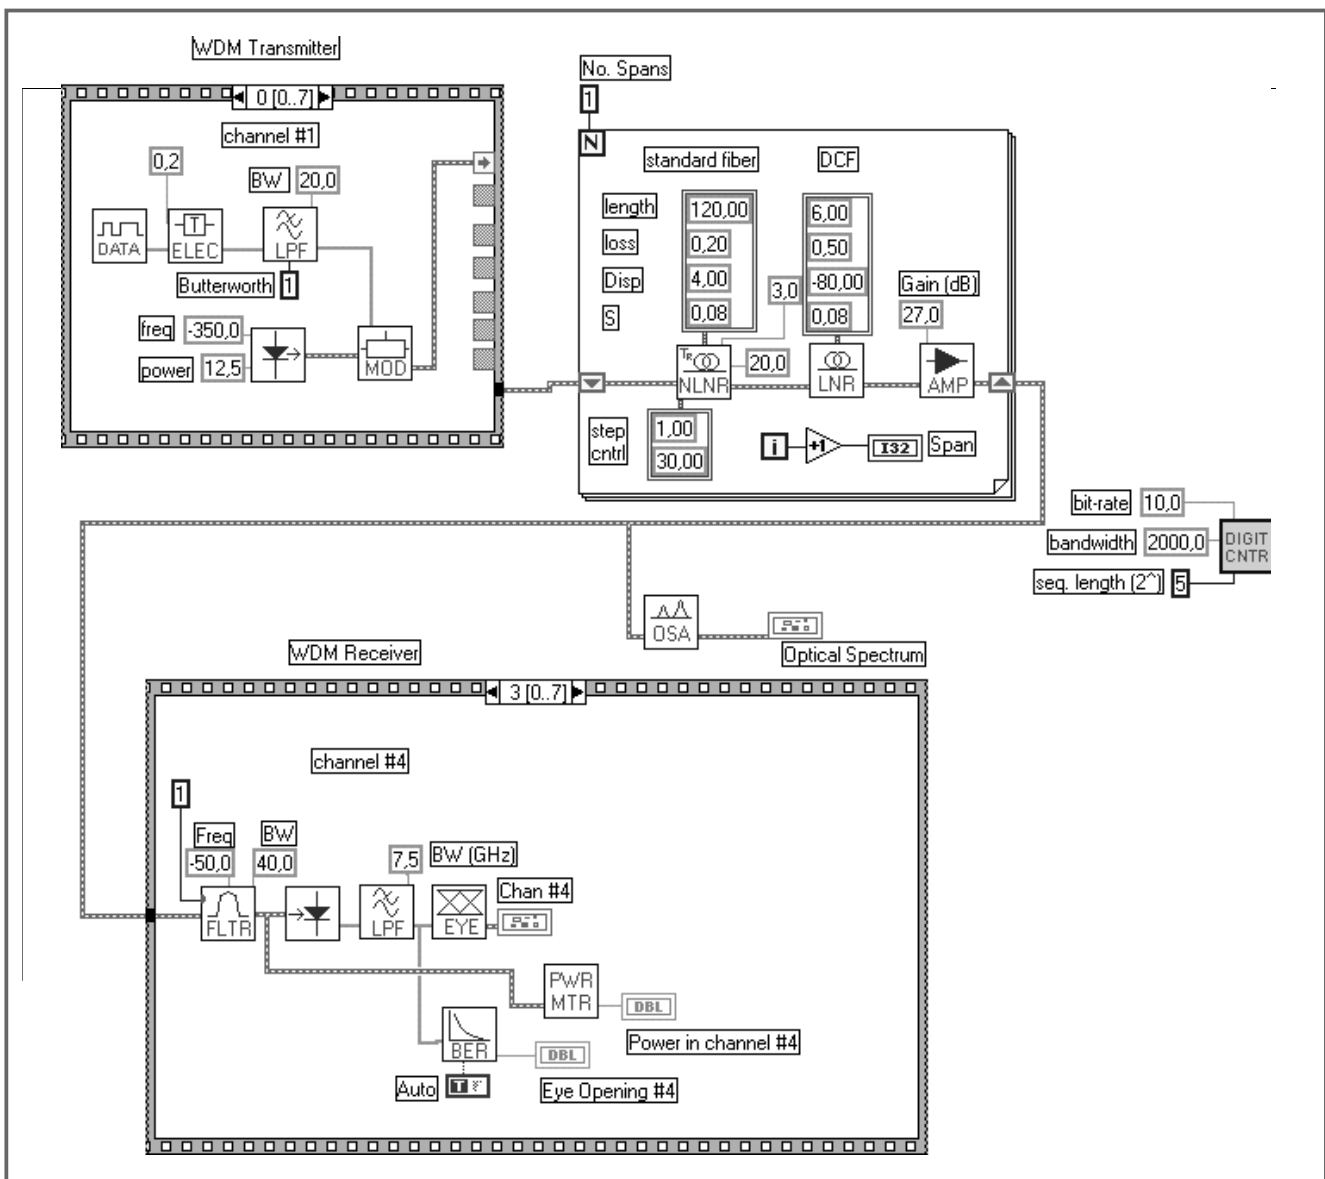 WDM Transmitter
0 [0..7]
channel #1
0,2
BW 20,0
DATA
ELEC
LPF
Butterworth 1
freq -350,0
power 12,5
MOD
No. Spans
1
N
standard fiber DCF
length 120,00 6,00
loss 0,20 0,50
Disp 4,00 -80,00
S 0,08 0,08
3,0
Gain (dB)
27,0
TR
NLNR
20,0
LNR
AMP
step
cntrl
1,00
30,00
i
+1
I32
Span
bit-rate 10,0
bandwidth 2000,0
seq. length (2^) 5
DIGIT
CNTR
OSA
Optical Spectrum
WDM Receiver
3 [0..7]
channel #4
1
Freq BW
-50,0 40,0
7,5 BW (GHz)
FLTR
LPF
EYE
Chan #4
PWR
MTR
DBL
Power in channel #4
BER
DBL
Auto T
Eye Opening #4